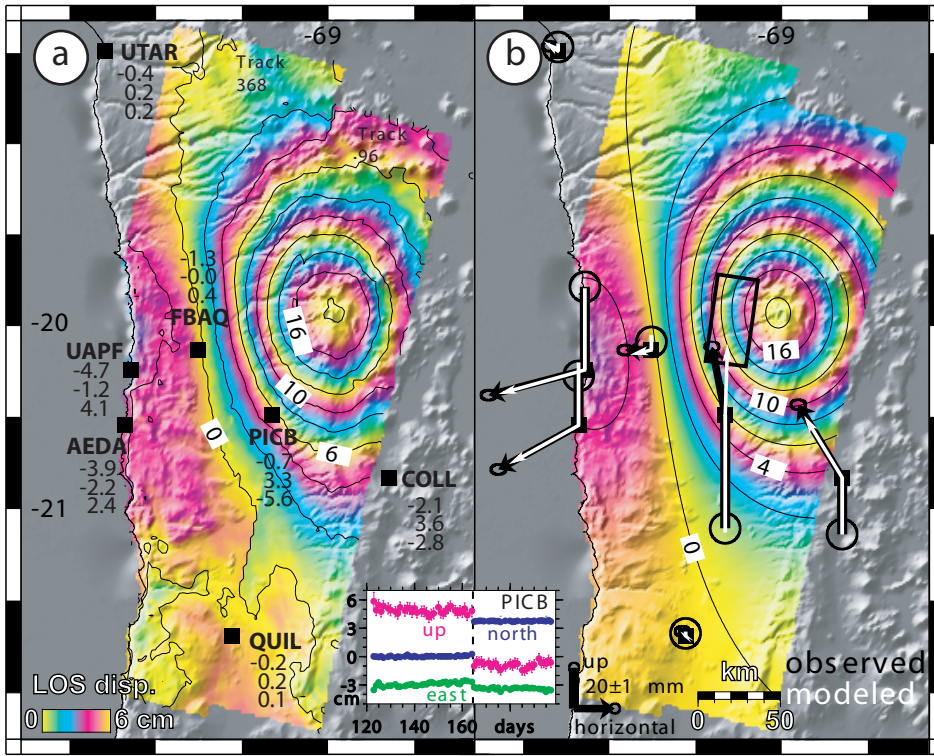 a
-69
UTAR
-0.4
0.2
0.2
Track
368
Track
96
-1.3
-0.0
0.4
FBAQ
16
-20
UAPF
-4.7
-1.2
4.1
AEDA
-3.9
-2.2
2.4
10
0
PICB
-0.7
3.3
-5.6
6
COLL
-2.1
3.6
-2.8
-21
QUIL
-0.2
0.2
0.1
LOS disp.
0 6 cm
6
3
0
-3
cm
PICB
up
north
east
120 140 160 days
b
-69
16
10
4
0
up
20±1 mm
horizontal
km
0 50
observed
modeled